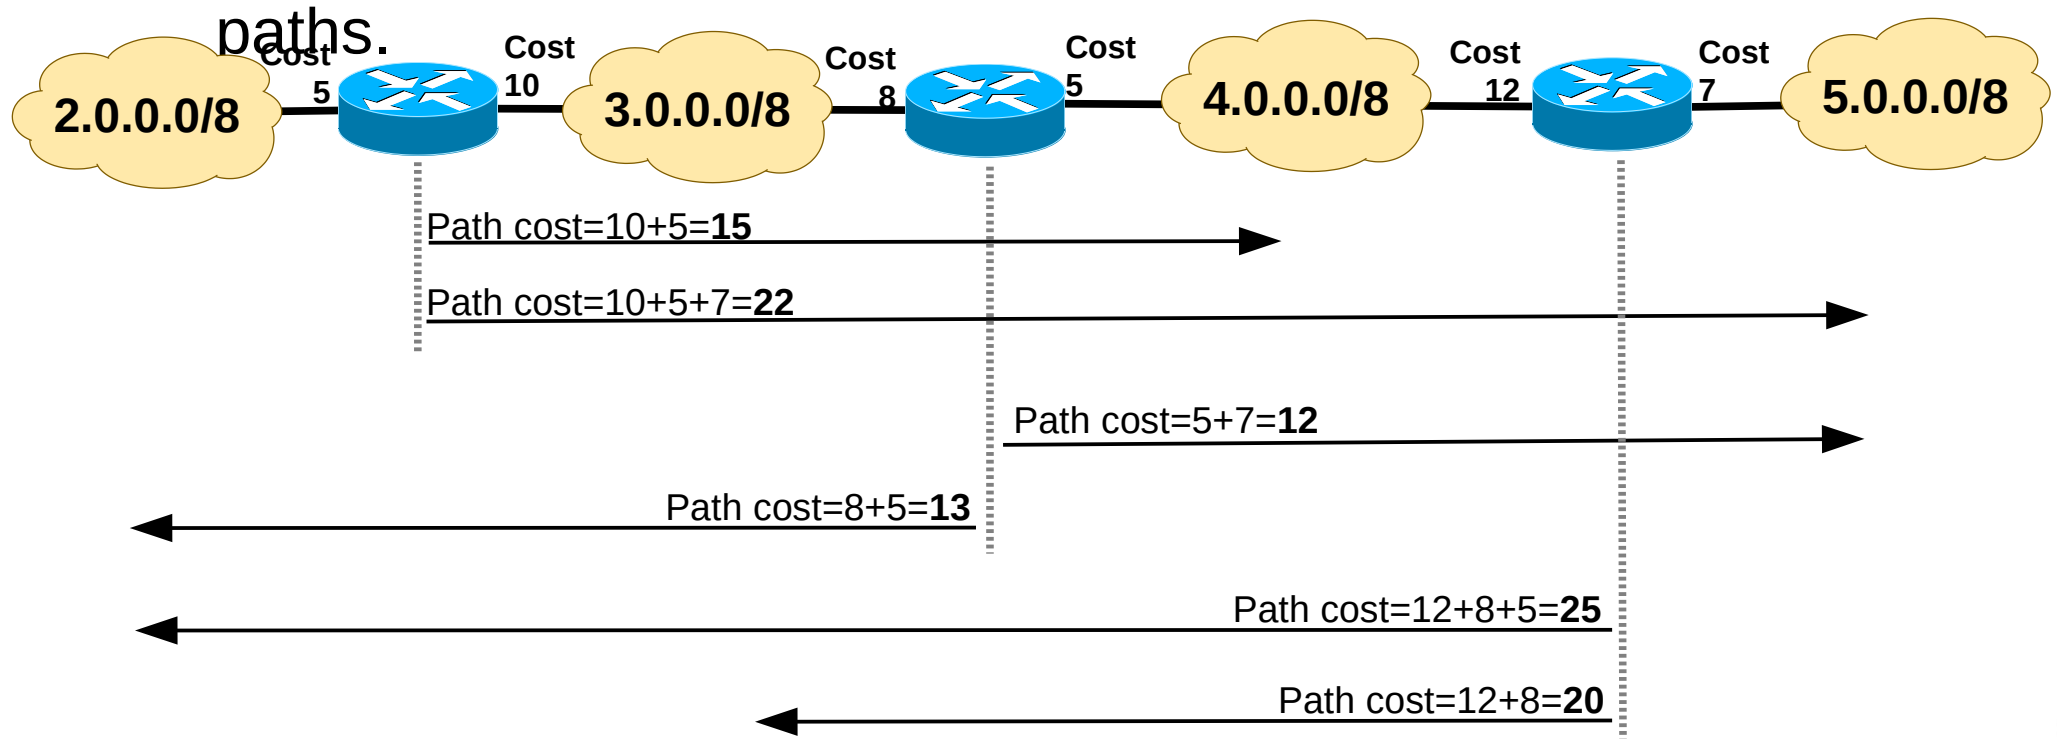 paths.
Cost
5
Cost
10
Cost
8
Cost
5
Cost
12
Cost
7
2.0.0.0/8
3.0.0.0/8
4.0.0.0/8
5.0.0.0/8
Path cost=10+5=15
Path cost=10+5+7=22
Path cost=5+7=12
Path cost=8+5=13
Path cost=12+8+5=25
Path cost=12+8=20